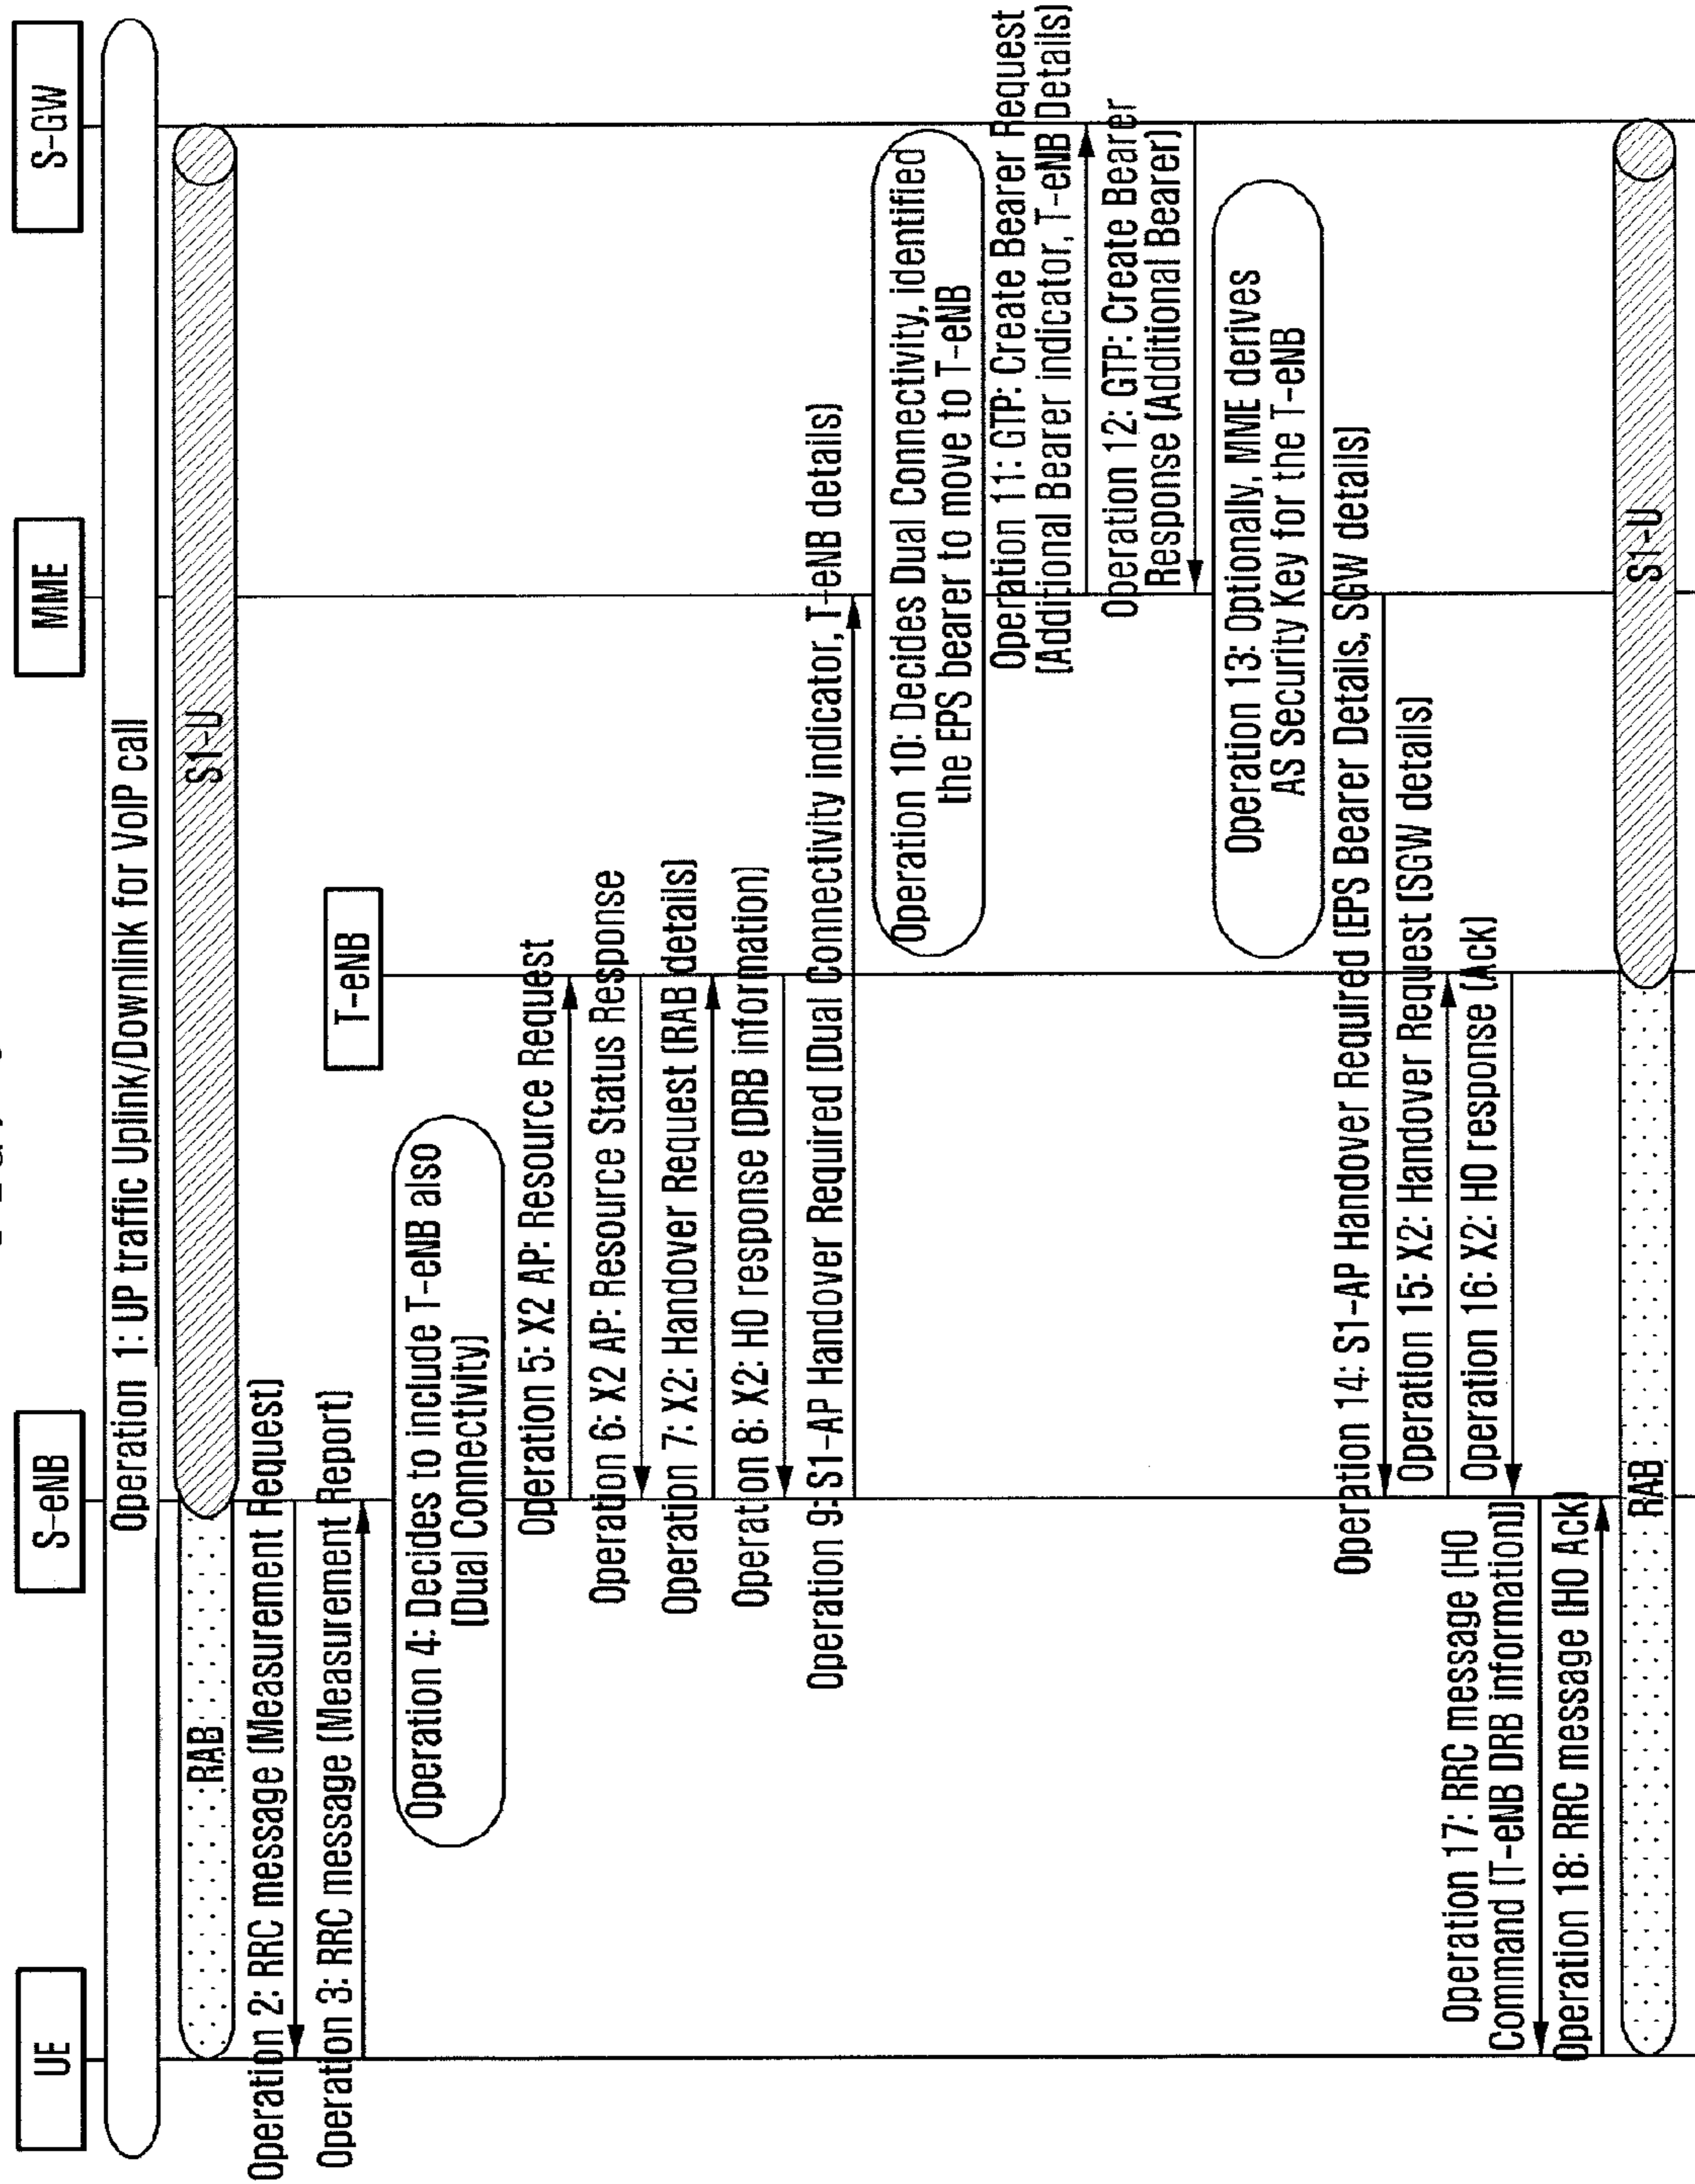 UE
S-eNB
MME
S-GW
Operation 1: UP traffic Uplink/Downlink for VoIP call
RAB
S1-U
Operation 2: RRC message (Measurement Request)
Operation 3: RRC message (Measurement Report)
T-eNB
Operation 4: Decides to include T-eNB also
(Dual Connectivity)
Operation 5: X2 AP: Resource Request
Operation 6: X2 AP: Resource Status Response
Operation 7: X2: Handover Request (RAB details)
Operation 8: X2: HO response (DRB information)
Operation 9: S1-AP Handover Required (Dual Connectivity indicator, T-eNB details)
Operation 10: Decides Dual Connectivity, identified
the EPS bearer to move to T-eNB
Operation 11: GTP: Create Bearer Request
(Additional Bearer indicator, T-eNB Details)
Operation 12: GTP: Create Bearer
Response (Additional Bearer)
Operation 13: Optionally, MME derives
AS Security Key for the T-eNB
Operation 14: S1-AP Handover Required (EPS Bearer Details, SGW details)
Operation 15: X2: Handover Request (SGW details)
Operation 16: X2: HO response (Ack)
Operation 17: RRC message (HO
Command (T-eNB DRB information))
Operation 18: RRC message (HO Ack)
RAB
S1-U